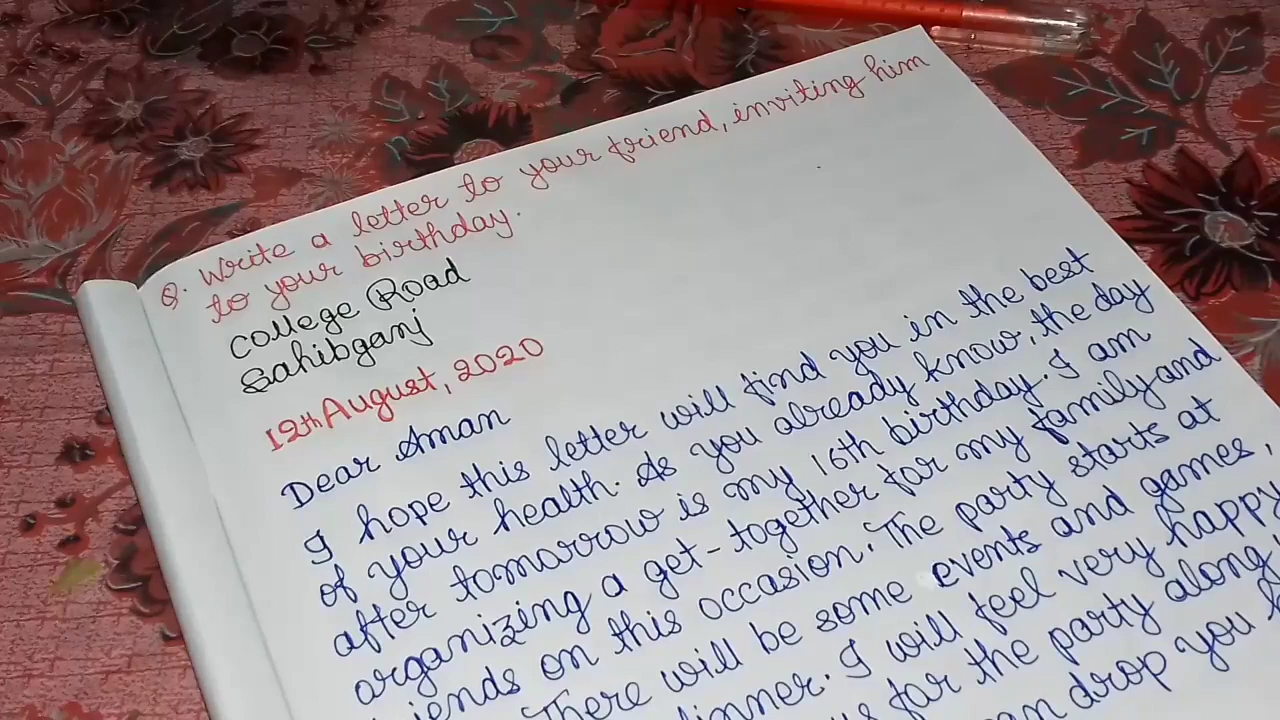 Q. Write a letter to your friend, inviting him
to your birthday.
College Road
Sahibganj
12th August, 2020
Dear Aman
I hope this letter will find you in the best
of your health. As you already know, the day
after tomorrow is my 16th birthday. I am
organizing a get-together for my family and
on this occasion. The party starts at
There will be some events and games,
I will feel very happy
for the party along
drop you